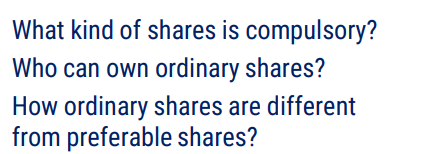 What kind of shares is compulsory?
Who can own ordinary shares?
How ordinary shares are different
from preferable shares?